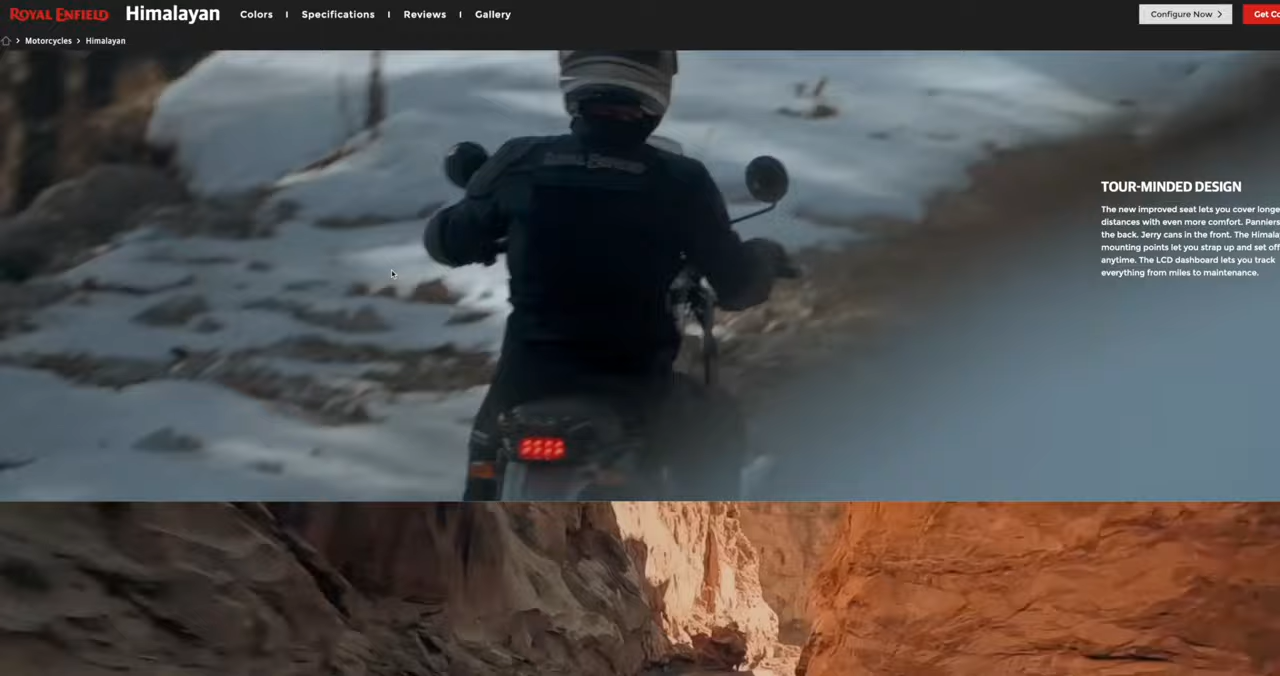 ROYAL ENFIELD Himalayan Colors I Specifications I Reviews I Gallery Configure Now > Get
> Motorcycles > Himalayan
TOUR-MINDED DESIGN
The new improved seat lets you cover
distances with even more comfort. Panniers
the back. Jerry cans in the front. The
mounting points let you strap up and set off
anytime. The LCD dashboard lets you track
everything from miles to maintenance.